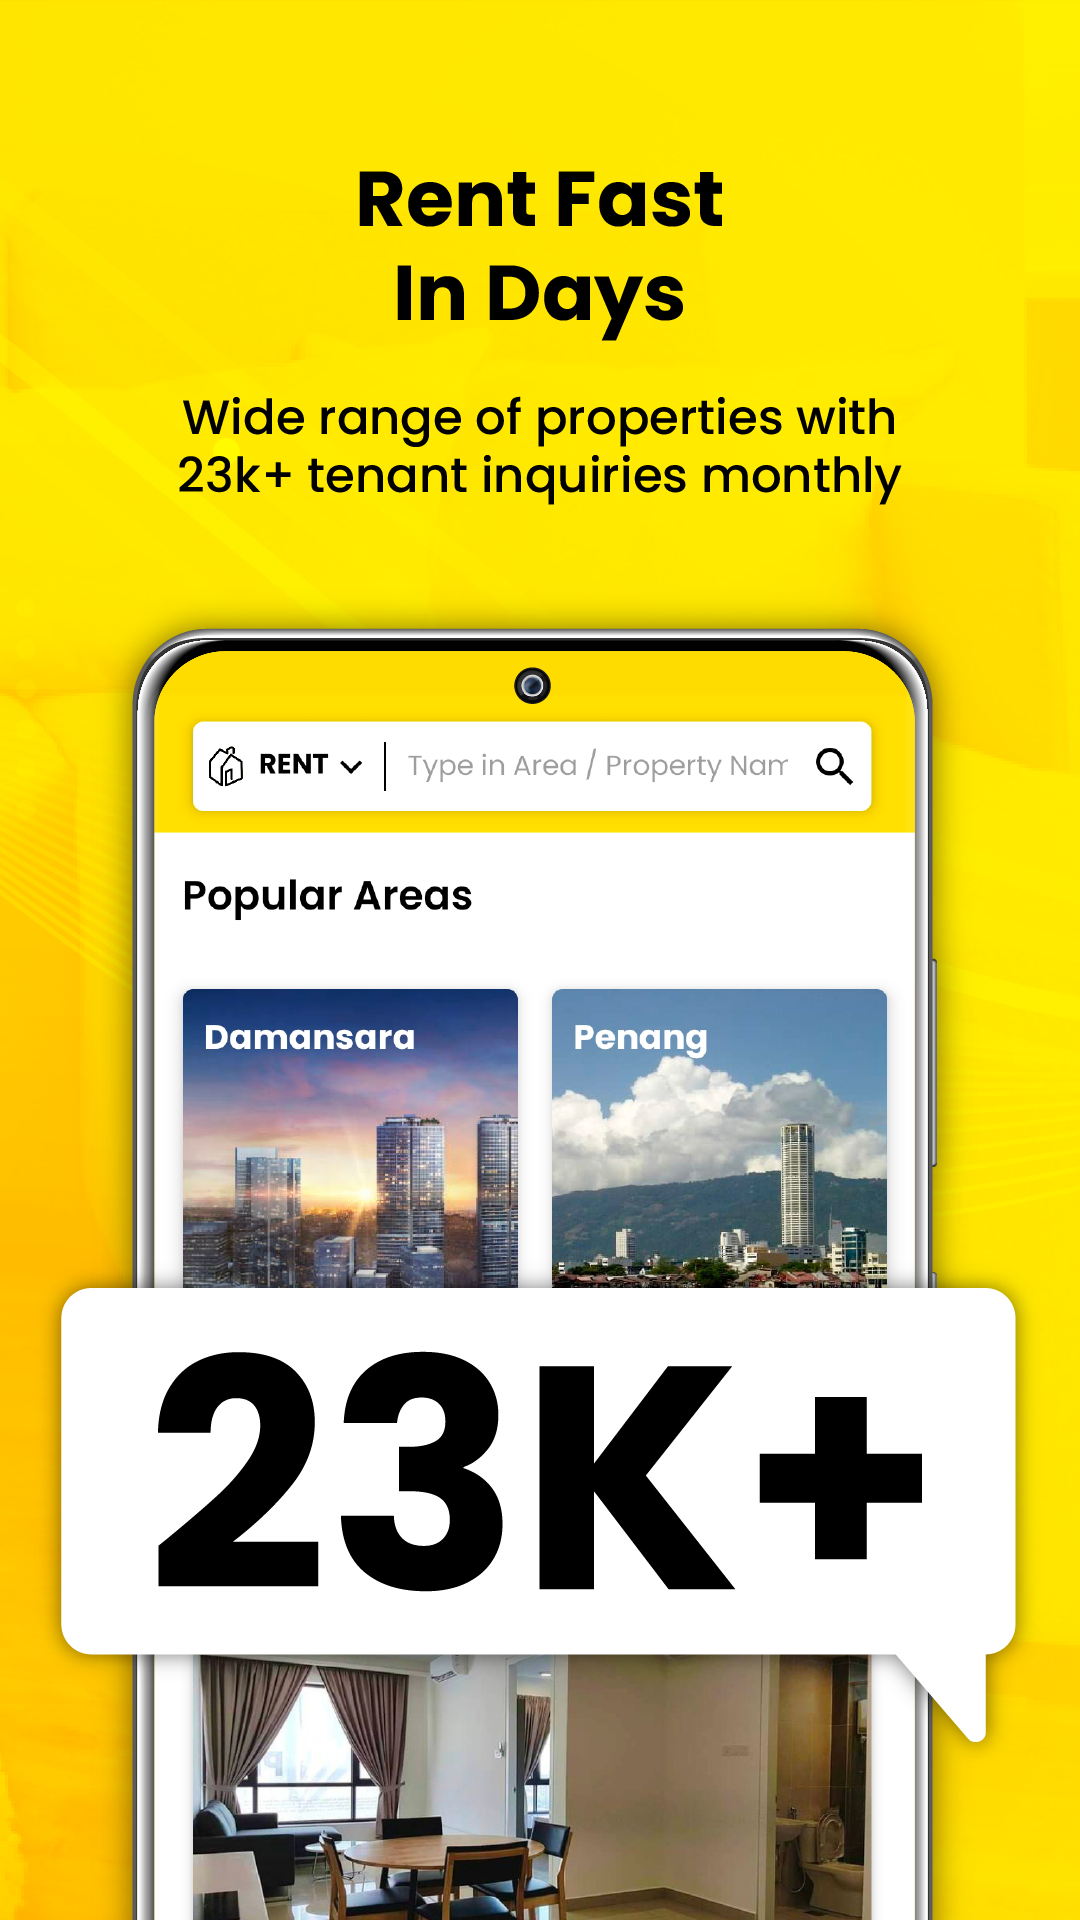 Rent Fast
In Days
Wide range of properties with
23k+ tenant inquiries monthly
RENT
Type in Area / Property Nam
Popular Areas
Damansara
Penang
23K+